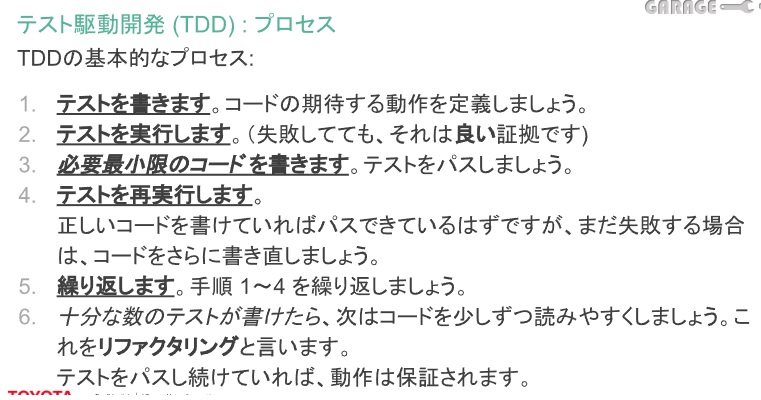 GARAGE
テスト駆動開発 (TDD) : プロセス
TDDの基本的なプロセス:
1. テストを書きます。コードの期待する動作を定義しましょう。
2. テストを実行します。（失敗してても、それは良い証拠です)
3. 必要最小限のコードを書きます。テストをパスしましょう。
4. テストを再実行します。
正しいコードを書けていればパスできているはずですが、まだ失敗する場合
は、コードをさらに書き直しましょう。
5. 繰り返します。手順 1〜4 を繰り返しましょう。
6. 十分な数のテストが書けたら、次はコードを少しずつ読みやすくしましょう。こ
れをリファクタリングと言います。
テストをパスし続けていれば、動作は保証されます。
TOYOTA